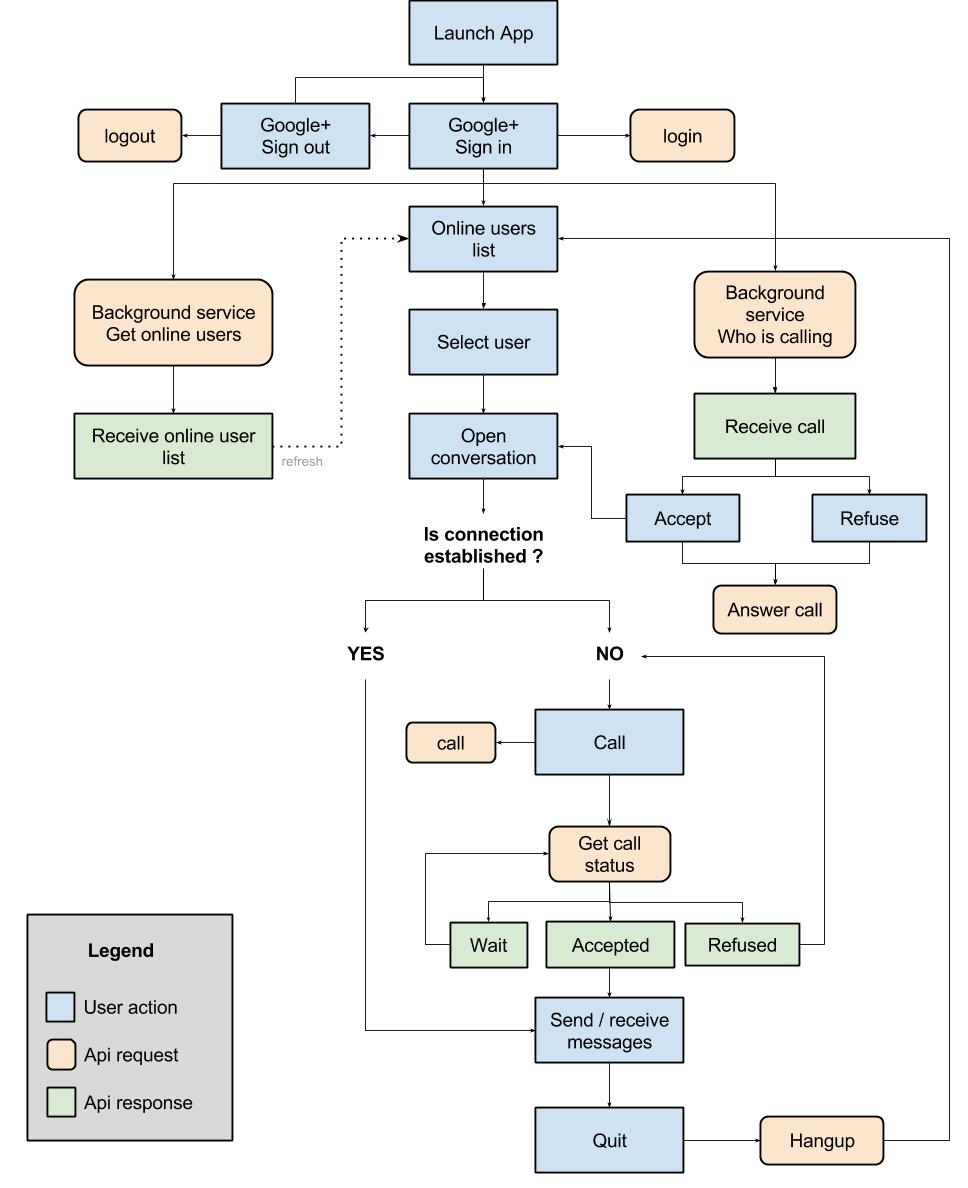 Launch App
logout
Google+
Sign out
Google+
Sign in
login
Online users
list
Background service
Get online users
Background
service
Who is calling
Select user
Receive online user
list
refresh
Open
conversation
Receive call
Accept
Refuse
Is connection
established ?
Answer call
YES
NO
call
Call
Get call
status
Wait
Accepted
Refused
Legend
User action
Api request
Api response
Send / receive
messages
Quit
Hangup